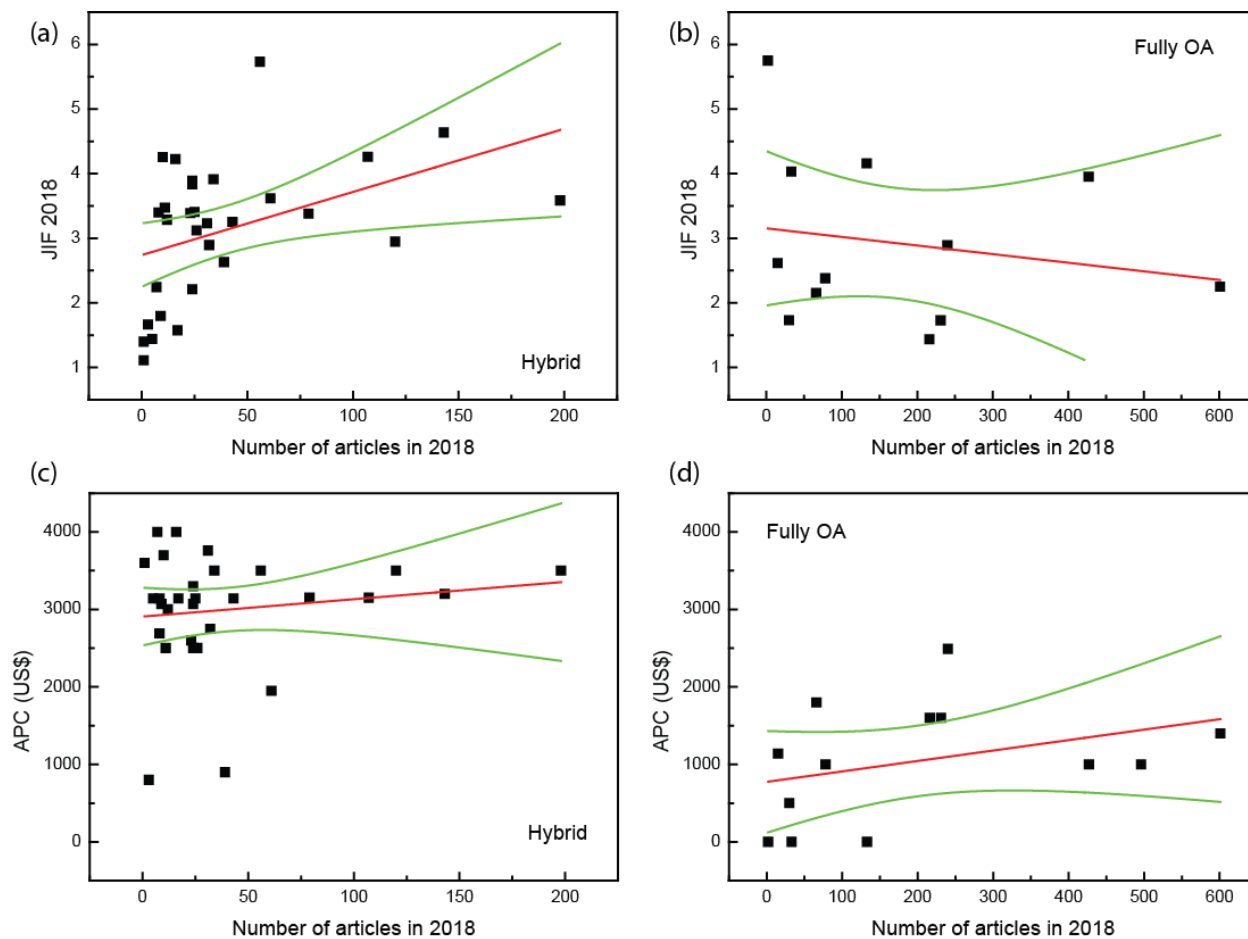 (a)
6
5
4
3
2
1
JIF 2018
Hybrid
0 50 100 150 200
Number of articles in 2018
(b)
6
5
4
3
2
1
JIF 2018
Fully OA
0 100 200 300 400 500 600
Number of articles in 2018
(c)
4000
3000
2000
1000
0
APC (US$)
Hybrid
0 50 100 150 200
Number of articles in 2018
(d)
4000
3000
2000
1000
0
APC (US$)
Fully OA
0 100 200 300 400 500 600
Number of articles in 2018